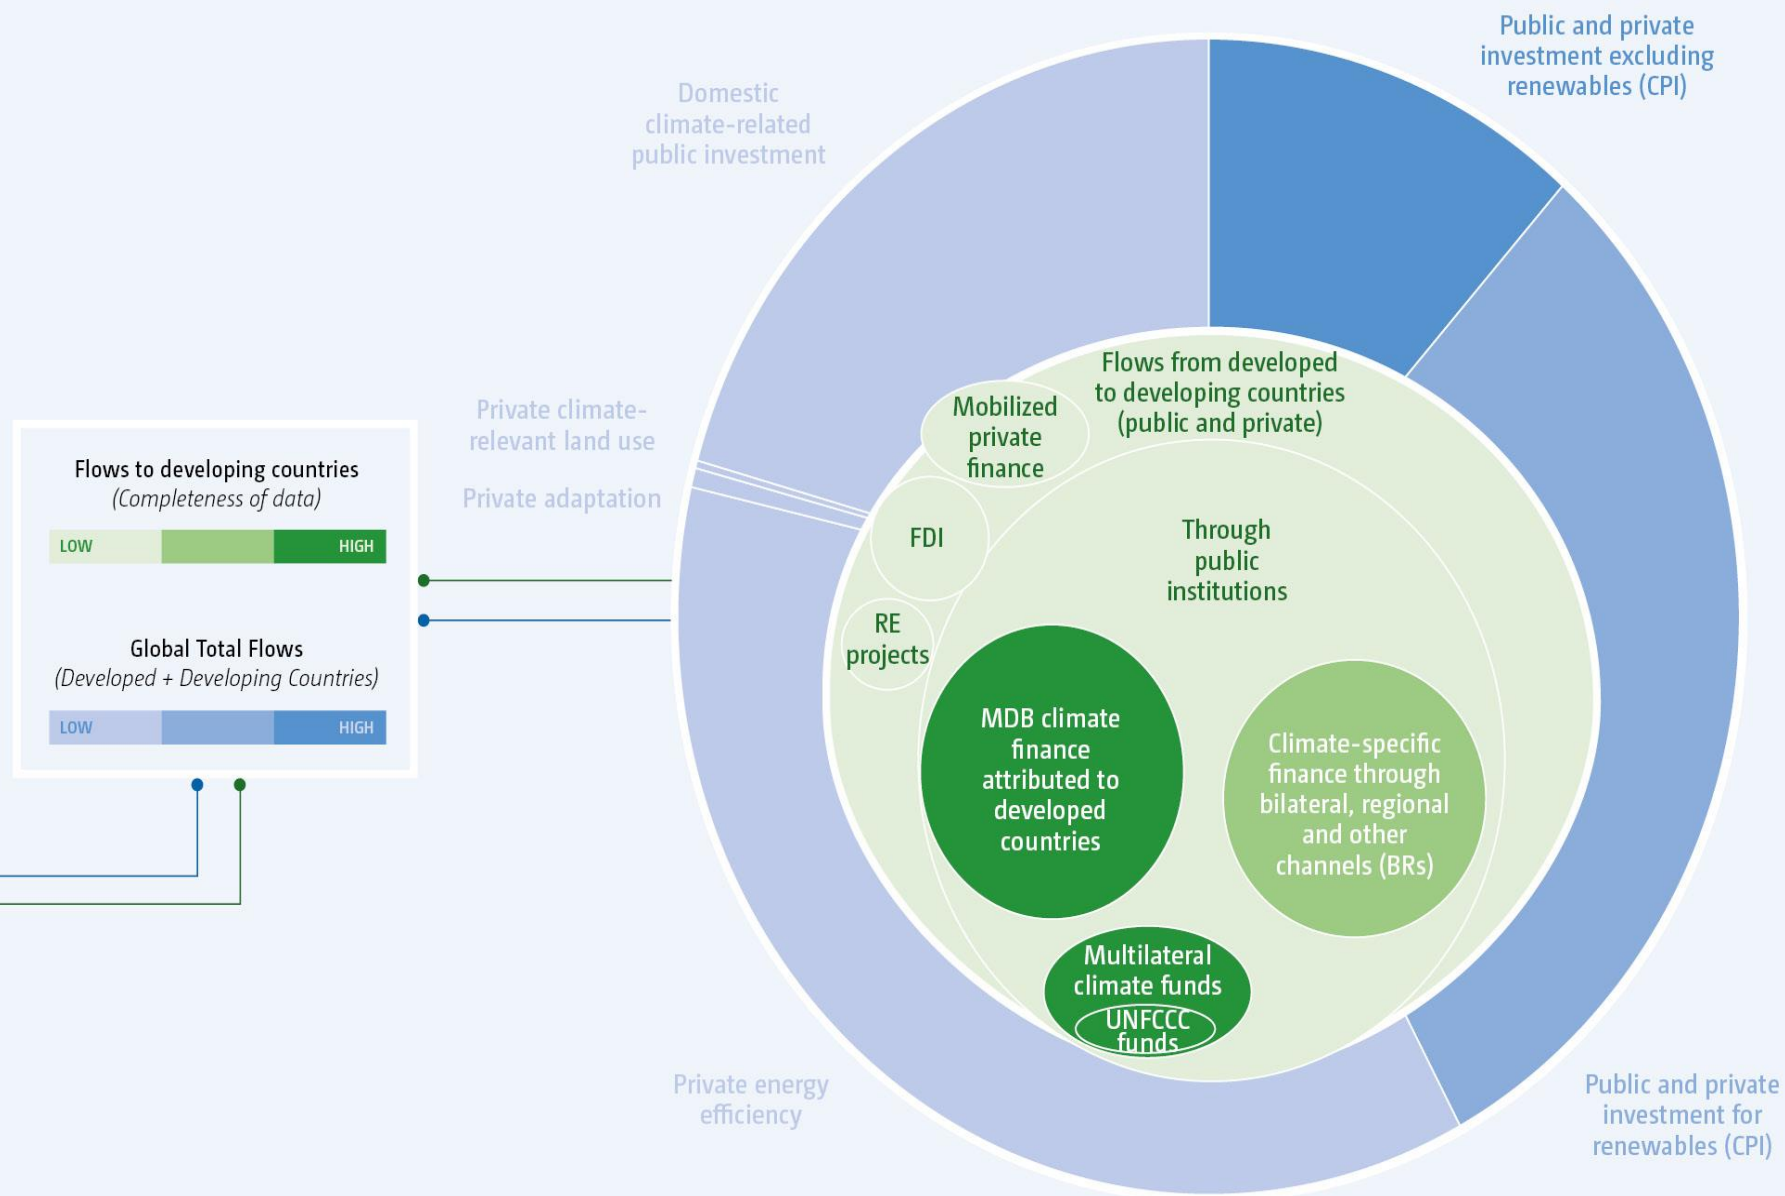 Public and private
investment excluding
renewables (CPI)
Domestic
climate-related
public investment
Flows from developed
to developing countries
(public and private)
Mobilized
private
finance
Private climate-
relevant land use
Private adaptation
Flows to developing countries
(Completeness of data)
LOW
HIGH
Global Total Flows
(Developed + Developing Countries)
LOW
HIGH
FDI
Through
public
institutions
RE
projects
MDB climate
finance
attributed to
developed
countries
Climate-specific
finance through
bilateral, regional
and other
channels (BRs)
Multilateral
climate funds
UNFCCC
funds
Private energy
efficiency
Public and private
investment for
renewables (CPI)